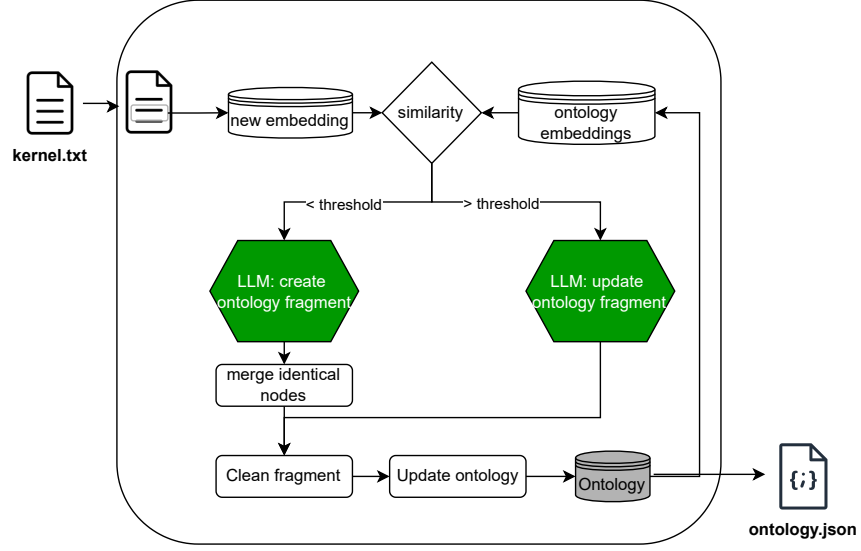 kernel.txt
new embedding
similarity
ontology
embeddings
< threshold
> threshold
LLM: create
ontology fragment
LLM: update
ontology fragment
merge identical
nodes
Clean fragment
Update ontology
Ontology
{;}
ontology.json